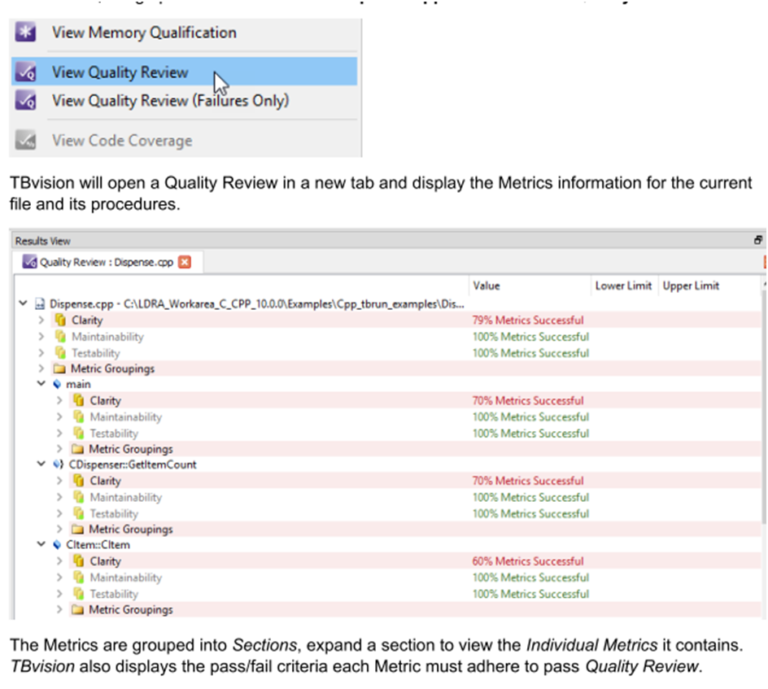 View Memory Qualification
View Quality Review
View Quality Review (Failures Only)
View Code Coverage
TBvision will open a Quality Review in a new tab and display the Metrics information for the current
file and its procedures.
Results View
Quality Review : Dispense.cpp
Value Lower Limit Upper Limit
Dispense.cpp - C:\LDRA_Workarea_C_CPP_10.0.0\Examples\Cpp_tbrun_examples\Dis...
Clarity 79% Metrics Successful
Maintainability 100% Metrics Successful
Testability 100% Metrics Successful
Metric Groupings
main
Clarity 70% Metrics Successful
Maintainability 100% Metrics Successful
Testability 100% Metrics Successful
Metric Groupings
CDispenser::GetItemCount
Clarity 70% Metrics Successful
Maintainability 100% Metrics Successful
Testability 100% Metrics Successful
Metric Groupings
CItem::CItem
Clarity 60% Metrics Successful
Maintainability 100% Metrics Successful
Testability 100% Metrics Successful
Metric Groupings
The Metrics are grouped into Sections, expand a section to view the Individual Metrics it contains.
TBvision also displays the pass/fail criteria each Metric must adhere to pass Quality Review.